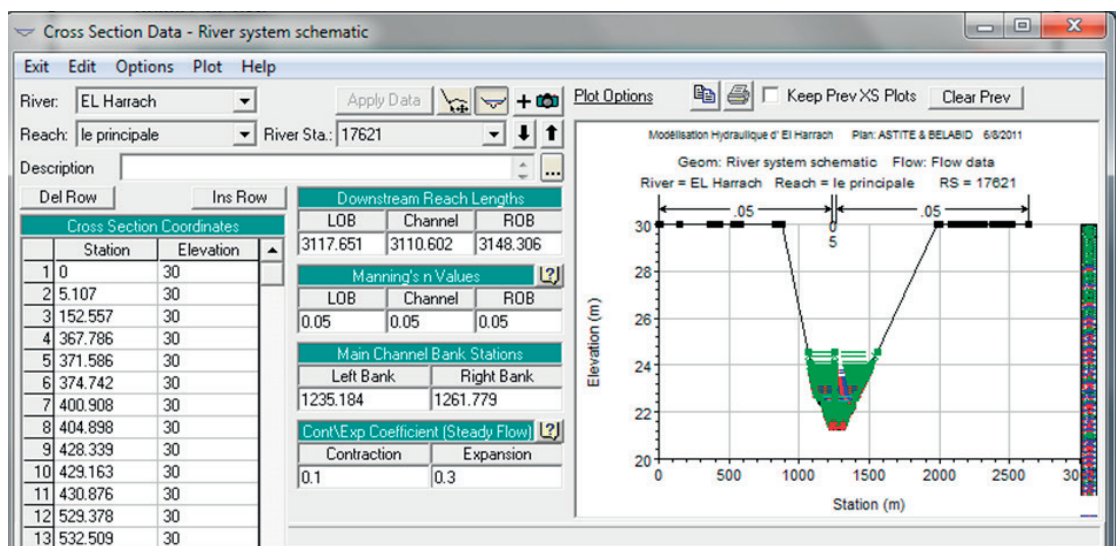 Cross Section Data - River system schematic
Exit Edit Options Plot Help
River: EL Harrach
Apply Data
Reach: le principale
River Sta.: 17621
Description
...
Del Row Ins Row
Cross Section Coordinates
Station Elevation
1 0 30
2 5.107 30
3 152.557 30
4 367.786 30
5 371.586 30
6 374.742 30
7 400.908 30
8 404.898 30
9 428.339 30
10 429.163 30
11 430.876 30
12 529.378 30
13 532.509 30
Downstream Reach Lengths
LOB Channel ROB
3117.651 3110.602 3148.306
Manning's n Values
LOB Channel ROB
0.05 0.05 0.05
Main Channel Bank Stations
Left Bank Right Bank
1235.184 1261.779
Cont\Exp Coefficient (Steady Flow)
Contraction Expansion
0.1 0.3
Plot Options
Keep Prev XS Plots Clear Prev
Modélisation Hydraulique d' El Harrach Plan: ASTITE & BELABID 6/8/2011
Geom: River system schematic Flow: Flow data
River = EL Harrach Reach = le principale RS = 17621
.05 .05
30
28
26
24
22
20
Elevation (m)
0 500 1000 1500 2000 2500
Station (m)